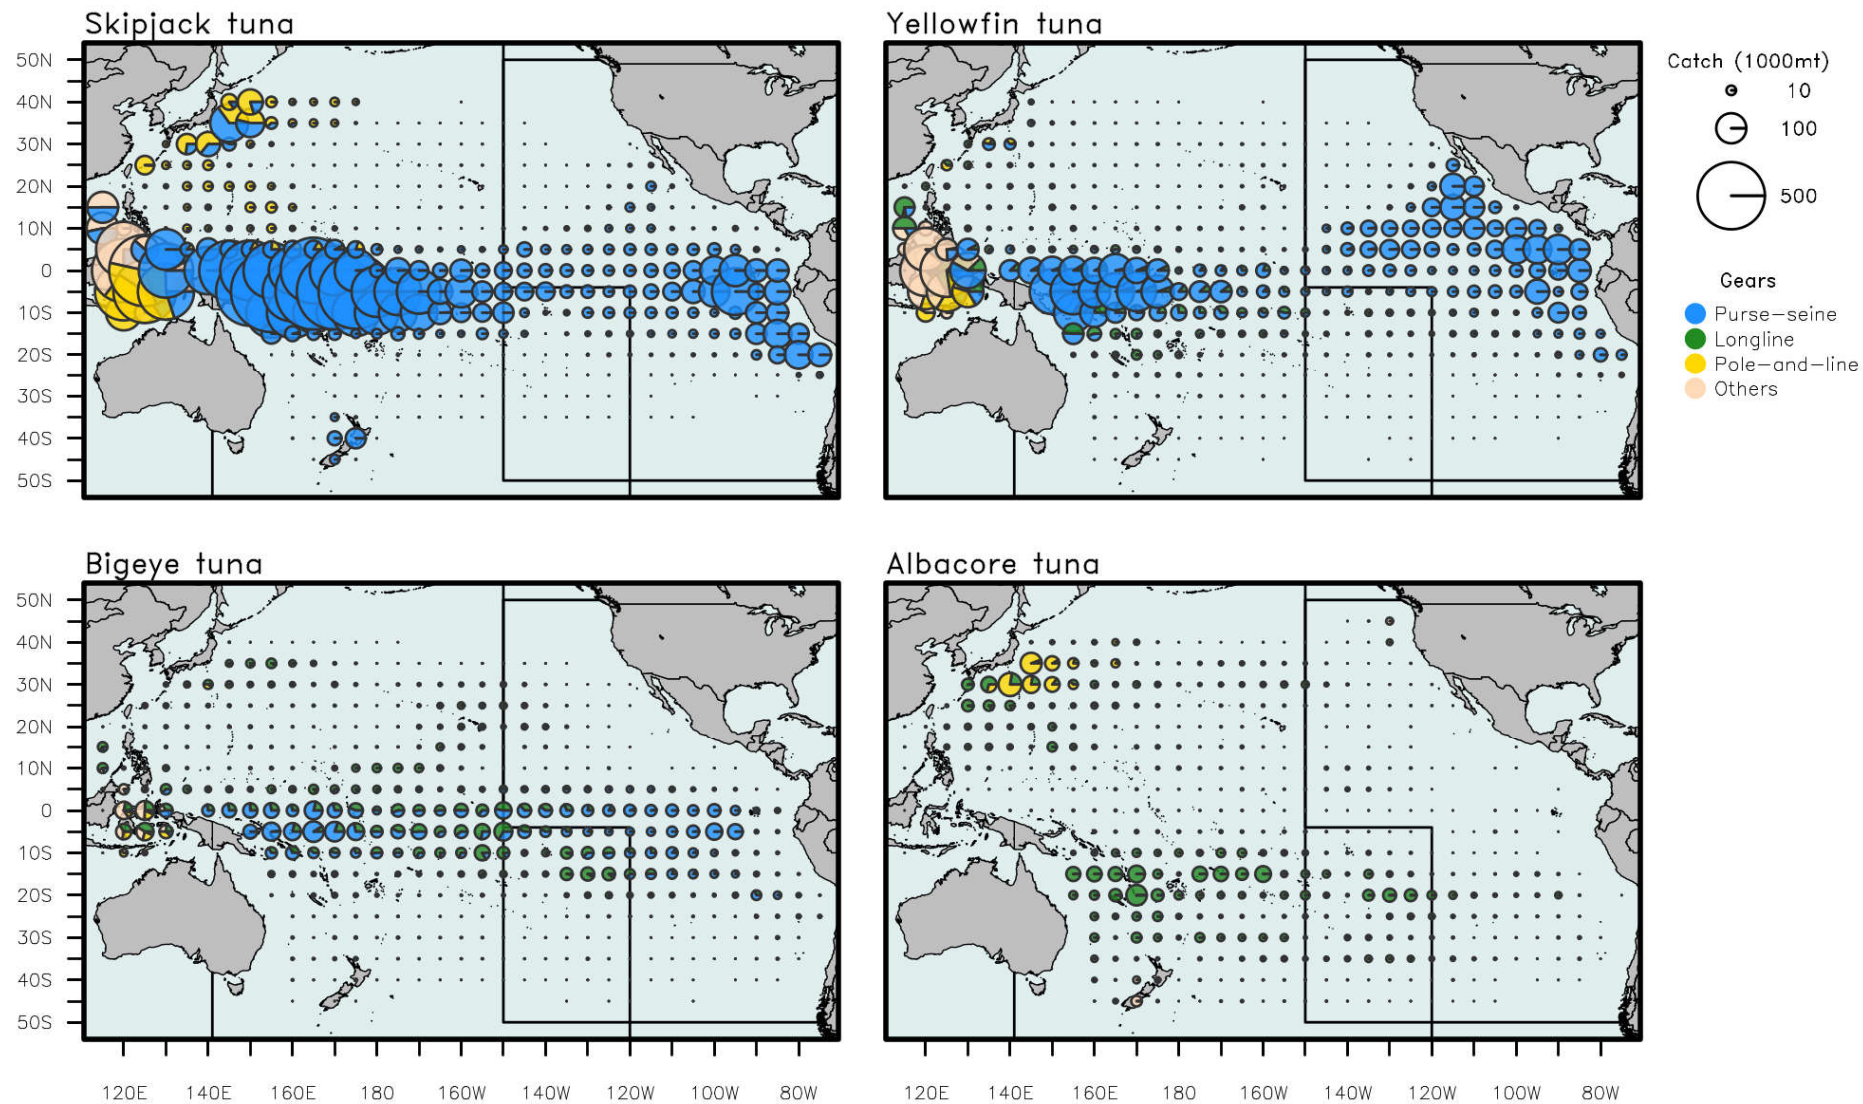 Skipjack tuna
Yellowfin tuna
50N
40N
30N
20N
10N
0
10S
20S
30S
40S
50S
Catch (1000mt)
10
100
500
Gears
Purse-seine
Longline
Pole-and-line
Others
Bigeye tuna
Albacore tuna
50N
40N
30N
20N
10N
0
10S
20S
30S
40S
50S
120E 140E 160E 180 160W 140W 120W 100W 80W
120E 140E 160E 180 160W 140W 120W 100W 80W